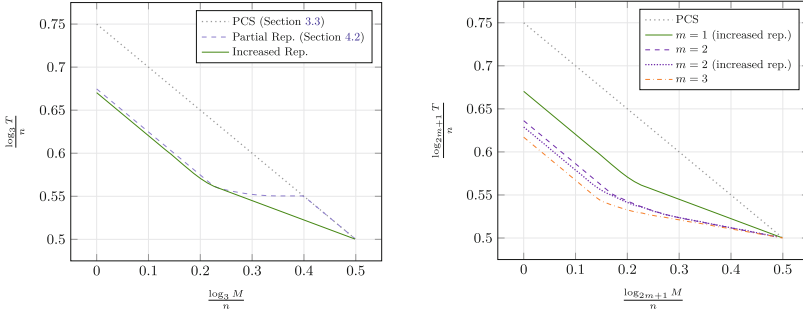 0.75
0.7
0.65
0.6
0.55
0.5
log₃ T
n
0
0.1
0.2
0.3
0.4
0.5
log₃ M
n
PCS (Section 3.3)
Partial Rep. (Section 4.2)
Increased Rep.
0.75
0.7
0.65
0.6
0.55
0.5
log₂ₘ₊₁ T
n
0
0.1
0.2
0.3
0.4
0.5
log₂ₘ₊₁ M
n
PCS
m = 1 (increased rep.)
m = 2
m = 2 (increased rep.)
m = 3